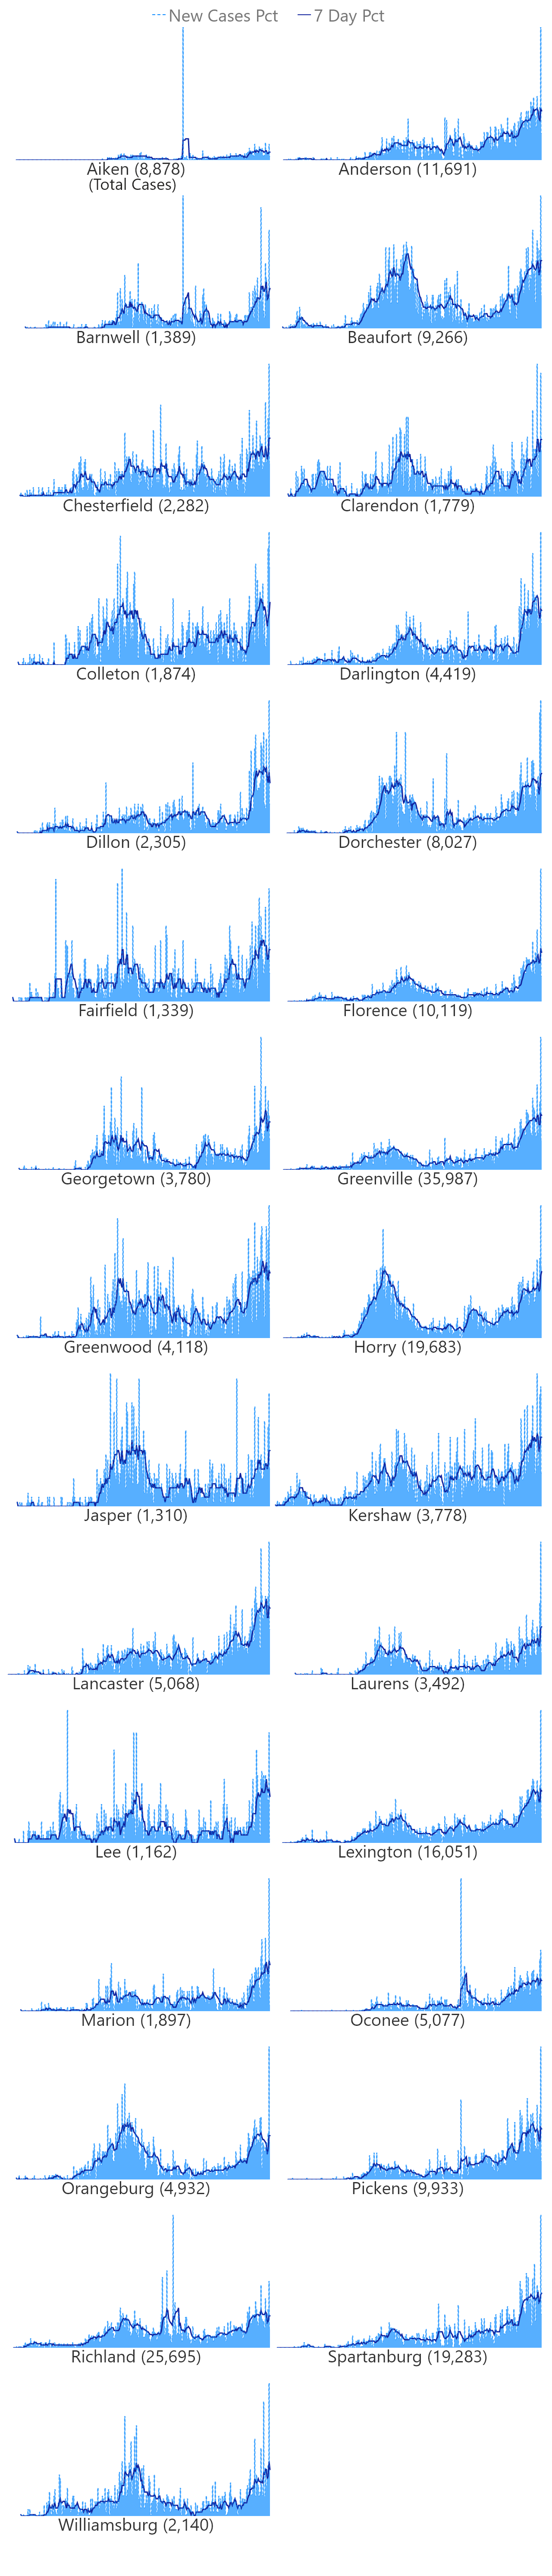 New Cases Pct 7 Day Pct
Aiken (8,878)
(Total Cases)
Anderson (11,691)
Barnwell (1,389)
Beaufort (9,266)
Chesterfield (2,282)
Clarendon (1,779)
Colleton (1,874)
Darlington (4,419)
Dillon (2,305)
Dorchester (8,027)
Fairfield (1,339)
Florence (10,119)
Georgetown (3,780)
Greenville (35,987)
Greenwood (4,118)
Horry (19,683)
Jasper (1,310)
Kershaw (3,778)
Lancaster (5,068)
Laurens (3,492)
Lee (1,162)
Lexington (16,051)
Marion (1,897)
Oconee (5,077)
Orangeburg (4,932)
Pickens (9,933)
Richland (25,695)
Spartanburg (19,283)
Williamsburg (2,140)